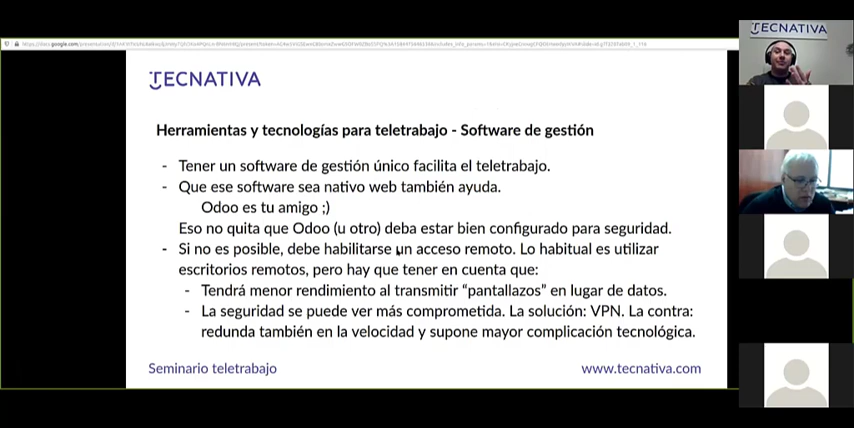 TECNATIVA
TECNATIVA
Herramientas y tecnologías para teletrabajo - Software de gestión
- Tener un software de gestión único facilita el teletrabajo.
- Que ese software sea nativo web también ayuda.
Odoo es tu amigo ;)
Eso no quita que Odoo (u otro) deba estar bien configurado para seguridad.
- Si no es posible, debe habilitarse un acceso remoto. Lo habitual es utilizar
escritorios remotos, pero hay que tener en cuenta que:
- Tendrá menor rendimiento al transmitir “pantallazos” en lugar de datos.
- La seguridad se puede ver más comprometida. La solución: VPN. La contra:
redunda también en la velocidad y supone mayor complicación tecnológica.
Seminario teletrabajo
www.tecnativa.com